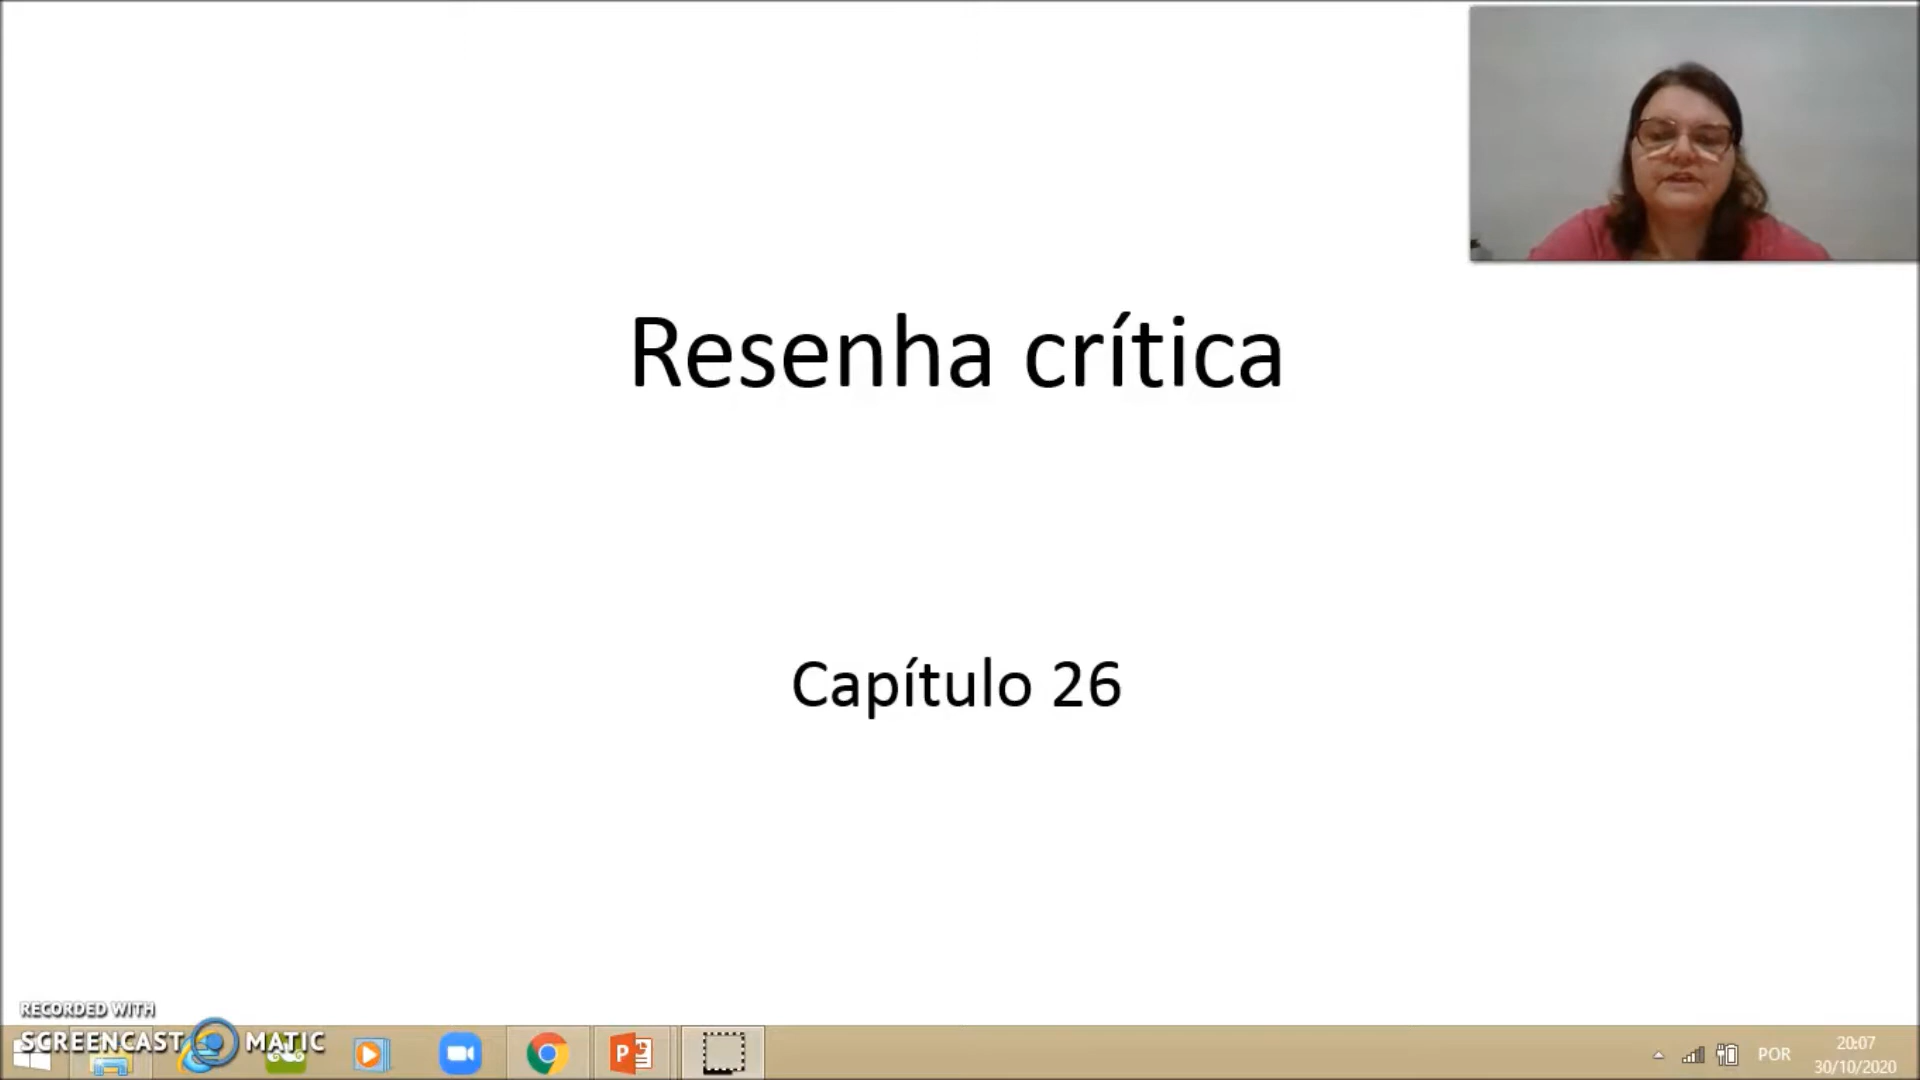 Resenha crítica
Capítulo 26
RECORDED WITH
SCREENCAST MATIC
POR
20:07
30/10/2020